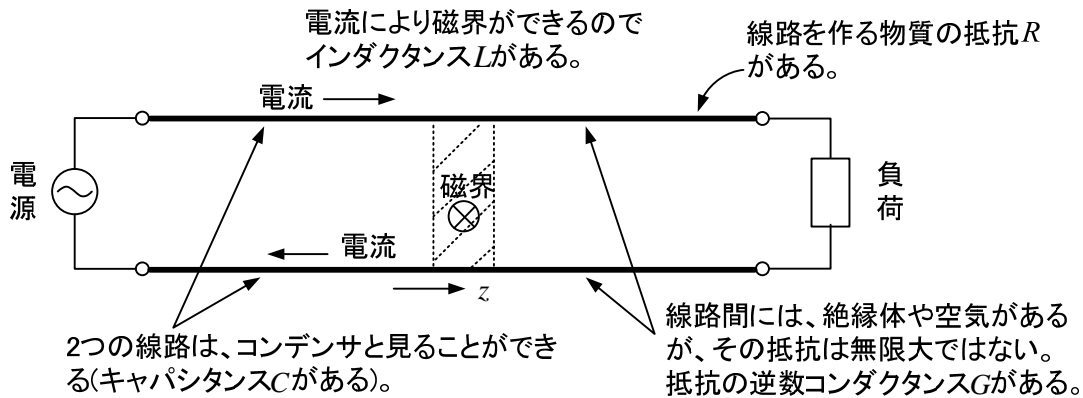 電流により磁界ができるので
インダクタンスLがある。
線路を作る物質の抵抗R
がある。
電流
電源
磁界
負荷
電流
z
2つの線路は、コンデンサと見ることができ
る(キャパシタンスCがある)。
線路間には、絶縁体や空気がある
が、その抵抗は無限大ではない。
抵抗の逆数コンダクタンスGがある。